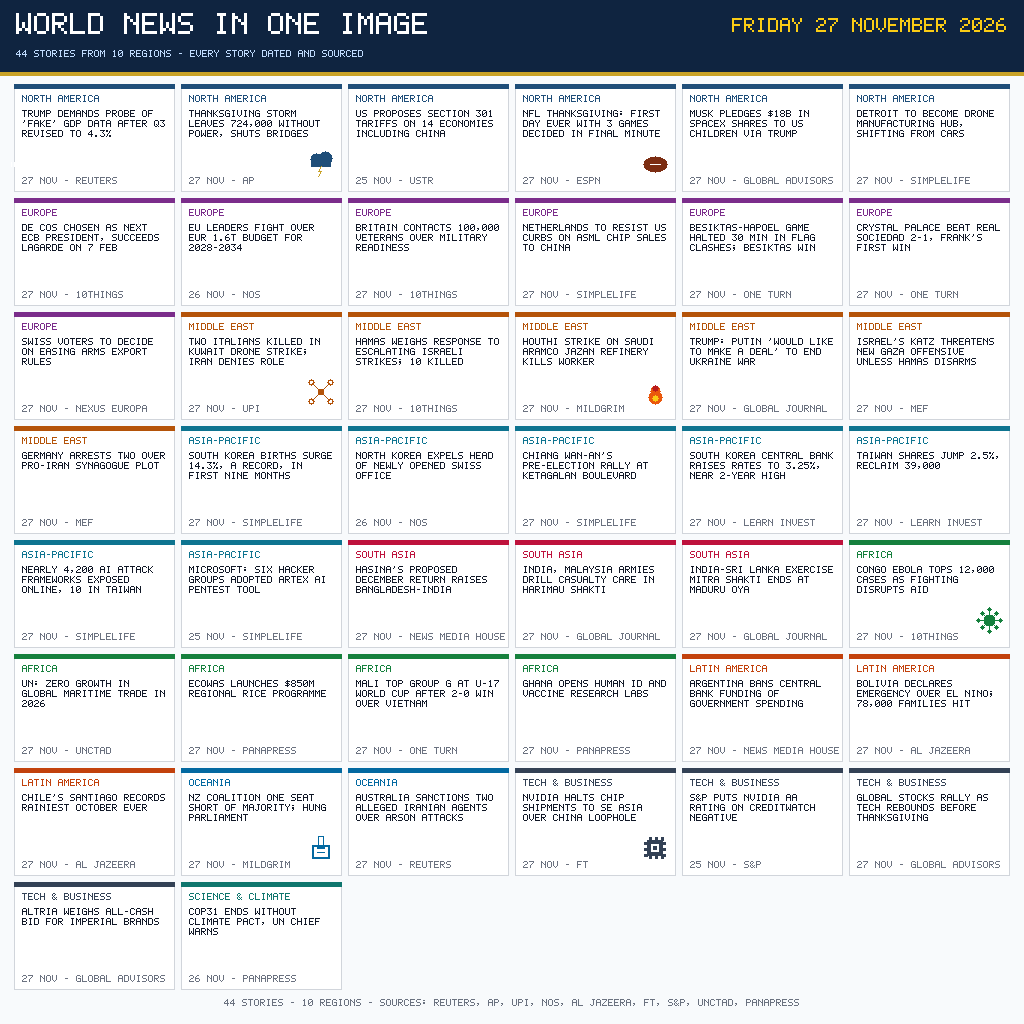 WORLD NEWS IN ONE IMAGE
FRIDAY 27 NOVEMBER 2026
44 STORIES FROM 10 REGIONS - EVERY STORY DATED AND SOURCED
NORTH AMERICA
TRUMP DEMANDS PROBE OF
'FAKE' GDP DATA AFTER Q3
REVISED TO 4.3%
27 NOV - REUTERS
NORTH AMERICA
THANKSGIVING STORM
LEAVES 724,000 WITHOUT
POWER, SHUTS BRIDGES
27 NOV - AP
NORTH AMERICA
US PROPOSES SECTION 301
TARIFFS ON 14 ECONOMIES
INCLUDING CHINA
25 NOV - USTR
NORTH AMERICA
NFL THANKSGIVING: FIRST
DAY EVER WITH 3 GAMES
DECIDED IN FINAL MINUTE
27 NOV - ESPN
NORTH AMERICA
MUSK PLEDGES $18B IN
SPACEX SHARES TO US
CHILDREN VIA TRUMP
27 NOV - GLOBAL ADVISORS
NORTH AMERICA
DETROIT TO BECOME DRONE
MANUFACTURING HUB,
SHIFTING FROM CARS
27 NOV - SIMPLELIFE
EUROPE
DE COS CHOSEN AS NEXT
ECB PRESIDENT, SUCCEEDS
LAGARDE ON 7 FEB
27 NOV - 10THINGS
EUROPE
EU LEADERS FIGHT OVER
EUR 1.6T BUDGET FOR
2028-2034
26 NOV - NOS
EUROPE
BRITAIN CONTACTS 100,000
VETERANS OVER MILITARY
READINESS
27 NOV - 10THINGS
EUROPE
NETHERLANDS TO RESIST US
CURBS ON ASML CHIP SALES
TO CHINA
27 NOV - SIMPLELIFE
EUROPE
BESIKTAS-HAPOEL GAME
HALTED 30 MIN IN FLAG
CLASHES; BESIKTAS WIN
27 NOV - ONE TURN
EUROPE
CRYSTAL PALACE BEAT REAL
SOCIEDAD 2-1, FRANK'S
FIRST WIN
27 NOV - ONE TURN
EUROPE
SWISS VOTERS TO DECIDE
ON EASING ARMS EXPORT
RULES
27 NOV - NEXUS EUROPA
MIDDLE EAST
TWO ITALIANS KILLED IN
KUWAIT DRONE STRIKE;
IRAN DENIES ROLE
27 NOV - UPI
MIDDLE EAST
HAMAS WEIGHS RESPONSE TO
ESCALATING ISRAELI
STRIKES; 10 KILLED
27 NOV - 10THINGS
MIDDLE EAST
HOUTHI STRIKE ON SAUDI
ARAMCO JAZAN REFINERY
KILLS WORKER
27 NOV - MILDGRIM
MIDDLE EAST
TRUMP: PUTIN 'WOULD LIKE
TO MAKE A DEAL' TO END
UKRAINE WAR
27 NOV - GLOBAL JOURNAL
MIDDLE EAST
ISRAEL'S KATZ THREATENS
NEW GAZA OFFENSIVE
UNLESS HAMAS DISARMS
27 NOV - MEF
MIDDLE EAST
GERMANY ARRESTS TWO OVER
PRO-IRAN SYNAGOGUE PLOT
27 NOV - MEF
ASIA-PACIFIC
SOUTH KOREA BIRTHS SURGE
14.3%, A RECORD, IN
FIRST NINE MONTHS
27 NOV - SIMPLELIFE
ASIA-PACIFIC
NORTH KOREA EXPELS HEAD
OF NEWLY OPENED SWISS
OFFICE
26 NOV - NOS
ASIA-PACIFIC
CHIANG WAN-AN'S
PRE-ELECTION RALLY AT
KETAGALAN BOULEVARD
27 NOV - SIMPLELIFE
ASIA-PACIFIC
SOUTH KOREA CENTRAL BANK
RAISES RATES TO 3.25%,
NEAR 2-YEAR HIGH
27 NOV - LEARN INVEST
ASIA-PACIFIC
TAIWAN SHARES JUMP 2.5%,
RECLAIM 39,000
27 NOV - LEARN INVEST
ASIA-PACIFIC
NEARLY 4,200 AI ATTACK
FRAMEWORKS EXPOSED
ONLINE, 10 IN TAIWAN
27 NOV - SIMPLELIFE
ASIA-PACIFIC
MICROSOFT: SIX HACKER
GROUPS ADOPTED ARTEX AI
PENTEST TOOL
25 NOV - SIMPLELIFE
SOUTH ASIA
HASINA'S PROPOSED
DECEMBER RETURN RAISES
BANGLADESH-INDIA
27 NOV - NEWS MEDIA HOUSE
SOUTH ASIA
INDIA, MALAYSIA ARMIES
DRILL CASUALTY CARE IN
HARIMAU SHAKTI
27 NOV - GLOBAL JOURNAL
SOUTH ASIA
INDIA-SRI LANKA EXERCISE
MITRA SHAKTI ENDS AT
MADURU OYA
27 NOV - GLOBAL JOURNAL
AFRICA
CONGO EBOLA TOPS 12,000
CASES AS FIGHTING
DISRUPTS AID
27 NOV - 10THINGS
AFRICA
UN: ZERO GROWTH IN
GLOBAL MARITIME TRADE IN
2026
27 NOV - UNCTAD
AFRICA
ECOWAS LAUNCHES $850M
REGIONAL RICE PROGRAMME
27 NOV - PANAPRESS
AFRICA
MALI TOP GROUP G AT U-17
WORLD CUP AFTER 2-0 WIN
OVER VIETNAM
27 NOV - ONE TURN
AFRICA
GHANA OPENS HUMAN ID AND
VACCINE RESEARCH LABS
27 NOV - PANAPRESS
LATIN AMERICA
ARGENTINA BANS CENTRAL
BANK FUNDING OF
GOVERNMENT SPENDING
27 NOV - NEWS MEDIA HOUSE
LATIN AMERICA
BOLIVIA DECLARES
EMERGENCY OVER EL NINO;
78,000 FAMILIES HIT
27 NOV - AL JAZEERA
LATIN AMERICA
CHILE'S SANTIAGO RECORDS
RAINIEST OCTOBER EVER
27 NOV - AL JAZEERA
OCEANIA
NZ COALITION ONE SEAT
SHORT OF MAJORITY; HUNG
PARLIAMENT
27 NOV - MILDGRIM
OCEANIA
AUSTRALIA SANCTIONS TWO
ALLEGED IRANIAN AGENTS
OVER ARSON ATTACKS
27 NOV - REUTERS
TECH & BUSINESS
NVIDIA HALTS CHIP
SHIPMENTS TO SE ASIA
OVER CHINA LOOPHOLE
27 NOV - FT
TECH & BUSINESS
S&P PUTS NVIDIA AA
RATING ON CREDITWATCH
NEGATIVE
25 NOV - S&P
TECH & BUSINESS
GLOBAL STOCKS RALLY AS
TECH REBOUNDS BEFORE
THANKSGIVING
27 NOV - GLOBAL ADVISORS
TECH & BUSINESS
ALTRIA WEIGHS ALL-CASH
BID FOR IMPERIAL BRANDS
27 NOV - GLOBAL ADVISORS
SCIENCE & CLIMATE
COP31 ENDS WITHOUT
CLIMATE PACT, UN CHIEF
WARNS
26 NOV - PANAPRESS
44 STORIES - 10 REGIONS - SOURCES: REUTERS, AP, UPI, NOS, AL JAZEERA, FT, S&P, UNCTAD, PANAPRESS